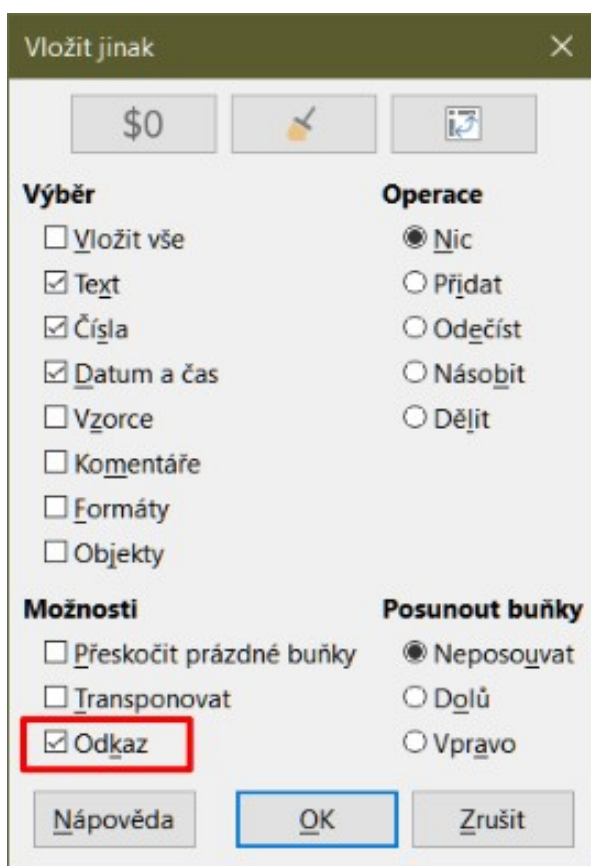 Vložit jinak
$0
Výběr Operace
Vložit vše Nic
Text Přidat
Čísla Odečíst
Datum a čas Násobit
Vzorce Dělit
Komentáře
Formáty
Objekty
Možnosti Posunout buňky
Přeskočit prázdné buňky Neposouvat
Transponovat Dolů
Odkaz Vpravo
Nápověda OK Zrušit